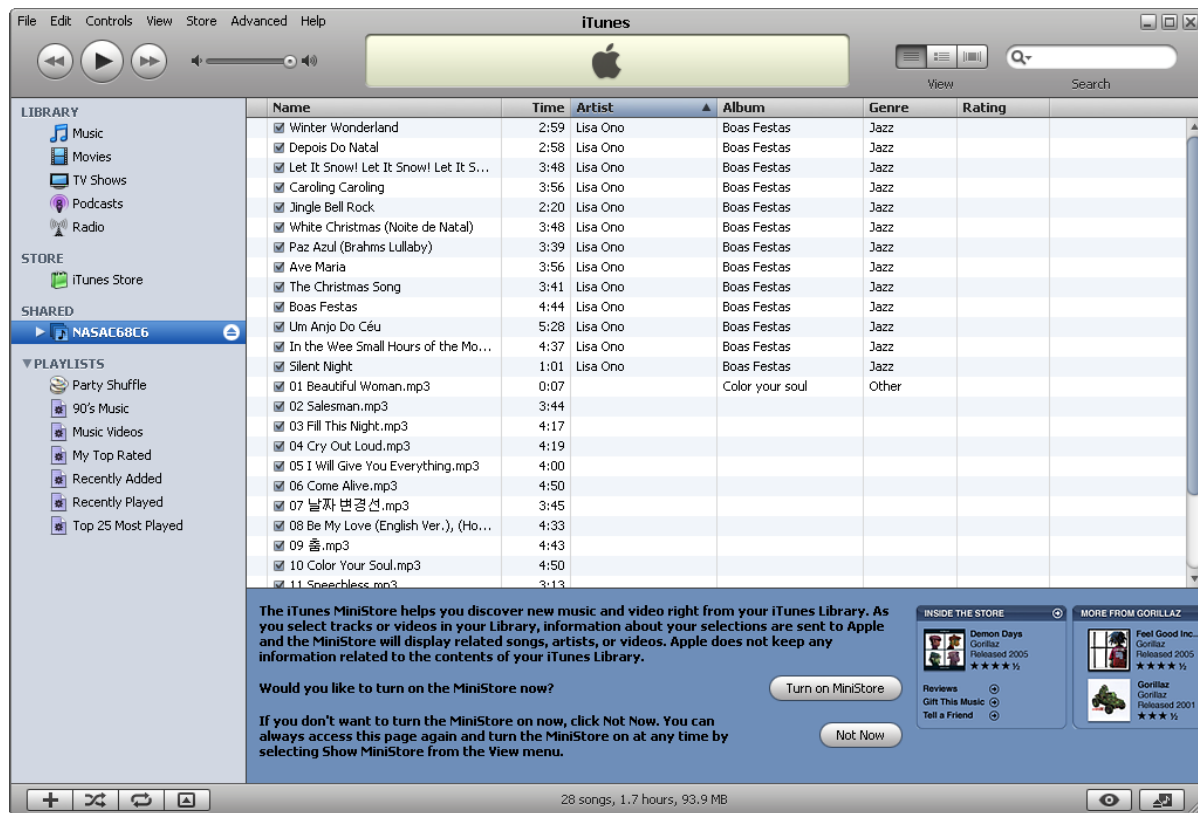 File Edit Controls View Store Advanced Help
iTunes
View
Search
LIBRARY
Music
Movies
TV Shows
Podcasts
Radio
STORE
iTunes Store
SHARED
NASAC68C6
PLAYLISTS
Party Shuffle
90's Music
Music Videos
My Top Rated
Recently Added
Recently Played
Top 25 Most Played
Name Time Artist Album Genre Rating
Winter Wonderland 2:59 Lisa Ono Boas Festas Jazz
Depois Do Natal 2:58 Lisa Ono Boas Festas Jazz
Let It Snow! Let It Snow! Let It S... 3:48 Lisa Ono Boas Festas Jazz
Caroling Caroling 3:56 Lisa Ono Boas Festas Jazz
Jingle Bell Rock 2:20 Lisa Ono Boas Festas Jazz
White Christmas (Noite de Natal) 3:48 Lisa Ono Boas Festas Jazz
Paz Azul (Brahms Lullaby) 3:39 Lisa Ono Boas Festas Jazz
Ave Maria 3:56 Lisa Ono Boas Festas Jazz
The Christmas Song 3:41 Lisa Ono Boas Festas Jazz
Boas Festas 4:44 Lisa Ono Boas Festas Jazz
Um Anjo Do Céu 5:28 Lisa Ono Boas Festas Jazz
In the Wee Small Hours of the Mo... 4:37 Lisa Ono Boas Festas Jazz
Silent Night 1:01 Lisa Ono Boas Festas Jazz
01 Beautiful Woman.mp3 0:07 Color your soul Other
02 Salesman.mp3 3:44
03 Fill This Night.mp3 4:17
04 Cry Out Loud.mp3 4:19
05 I Will Give You Everything.mp3 4:00
06 Come Alive.mp3 4:50
07 날짜 변경선.mp3 3:45
08 Be My Love (English Ver.), (Ho... 4:33
09 춤.mp3 4:43
10 Color Your Soul.mp3 4:50
11 Speechless.mp3 3:13
The iTunes MiniStore helps you discover new music and video right from your iTunes Library. As
you select tracks or videos in your Library, information about your selections are sent to Apple
and the MiniStore will display related songs, artists, or videos. Apple does not keep any
information related to the contents of your iTunes Library.
Would you like to turn on the MiniStore now?
Turn on MiniStore
If you don't want to turn the MiniStore on now, click Not Now. You can
always access this page again and turn the MiniStore on at any time by
selecting Show MiniStore from the View menu.
Not Now
INSIDE THE STORE
Demon Days
Gorillaz
Released 2005
Reviews
Gift This Music
Tell a Friend
MORE FROM GORILLAZ
Feel Good Inc...
Gorillaz
Released 2005
Gorillaz
Gorillaz
Released 2001
28 songs, 1.7 hours, 93.9 MB